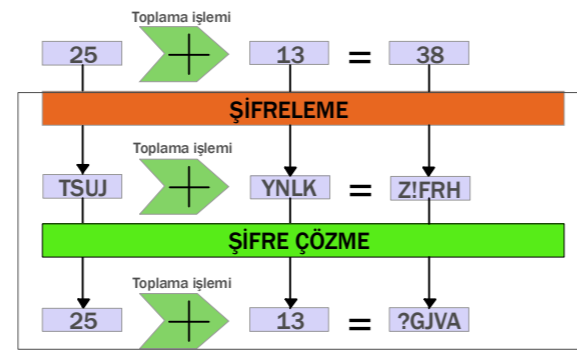 Toplama işlemi
25 + 13 = 38
ŞİFRELEME
Toplama işlemi
TSUJ + YNLK = Z!FRH
ŞİFRE ÇÖZME
Toplama işlemi
25 + 13 = ?GJVA